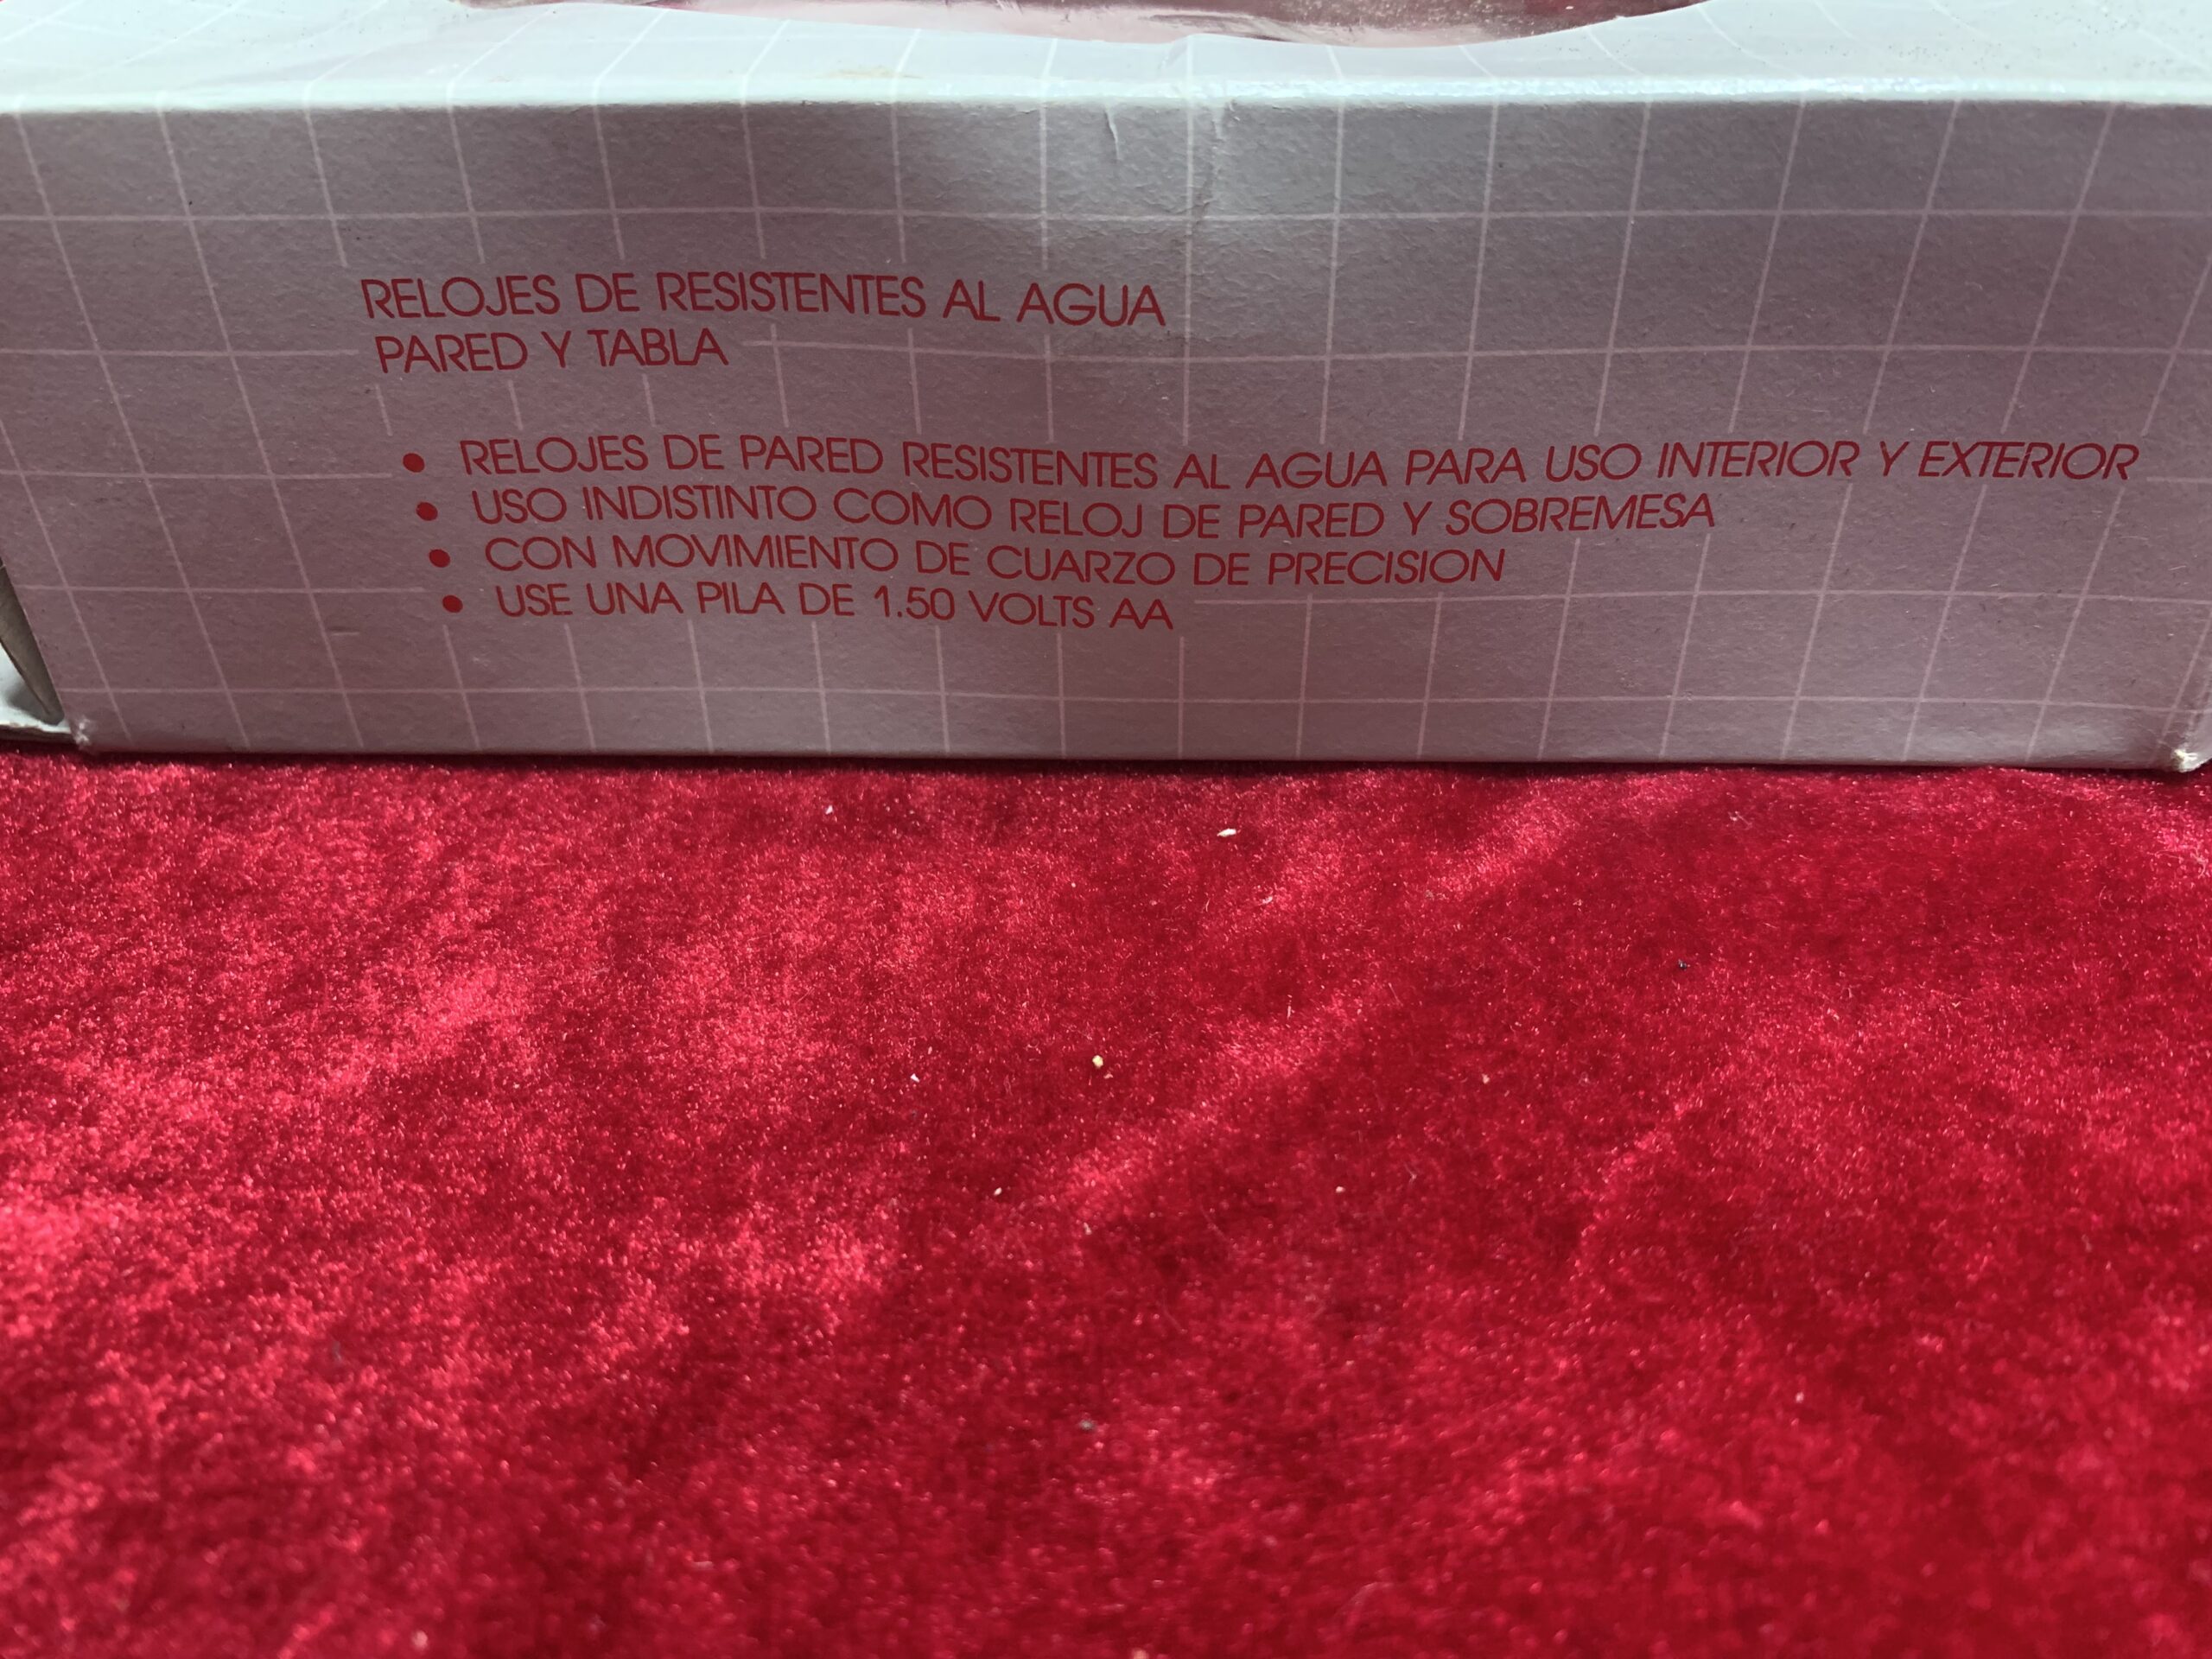 RELOJES DE RESISTENTES AL AGUA
PARED Y TABLA
• RELOJES DE PARED RESISTENTES AL AGUA PARA USO INTERIOR Y EXTERIOR
• USO INDISTINTO COMO RELOJ DE PARED Y SOBREMESA
• CON MOVIMIENTO DE CUARZO DE PRECISION
• USE UNA PILA DE 1.50 VOLTS AA